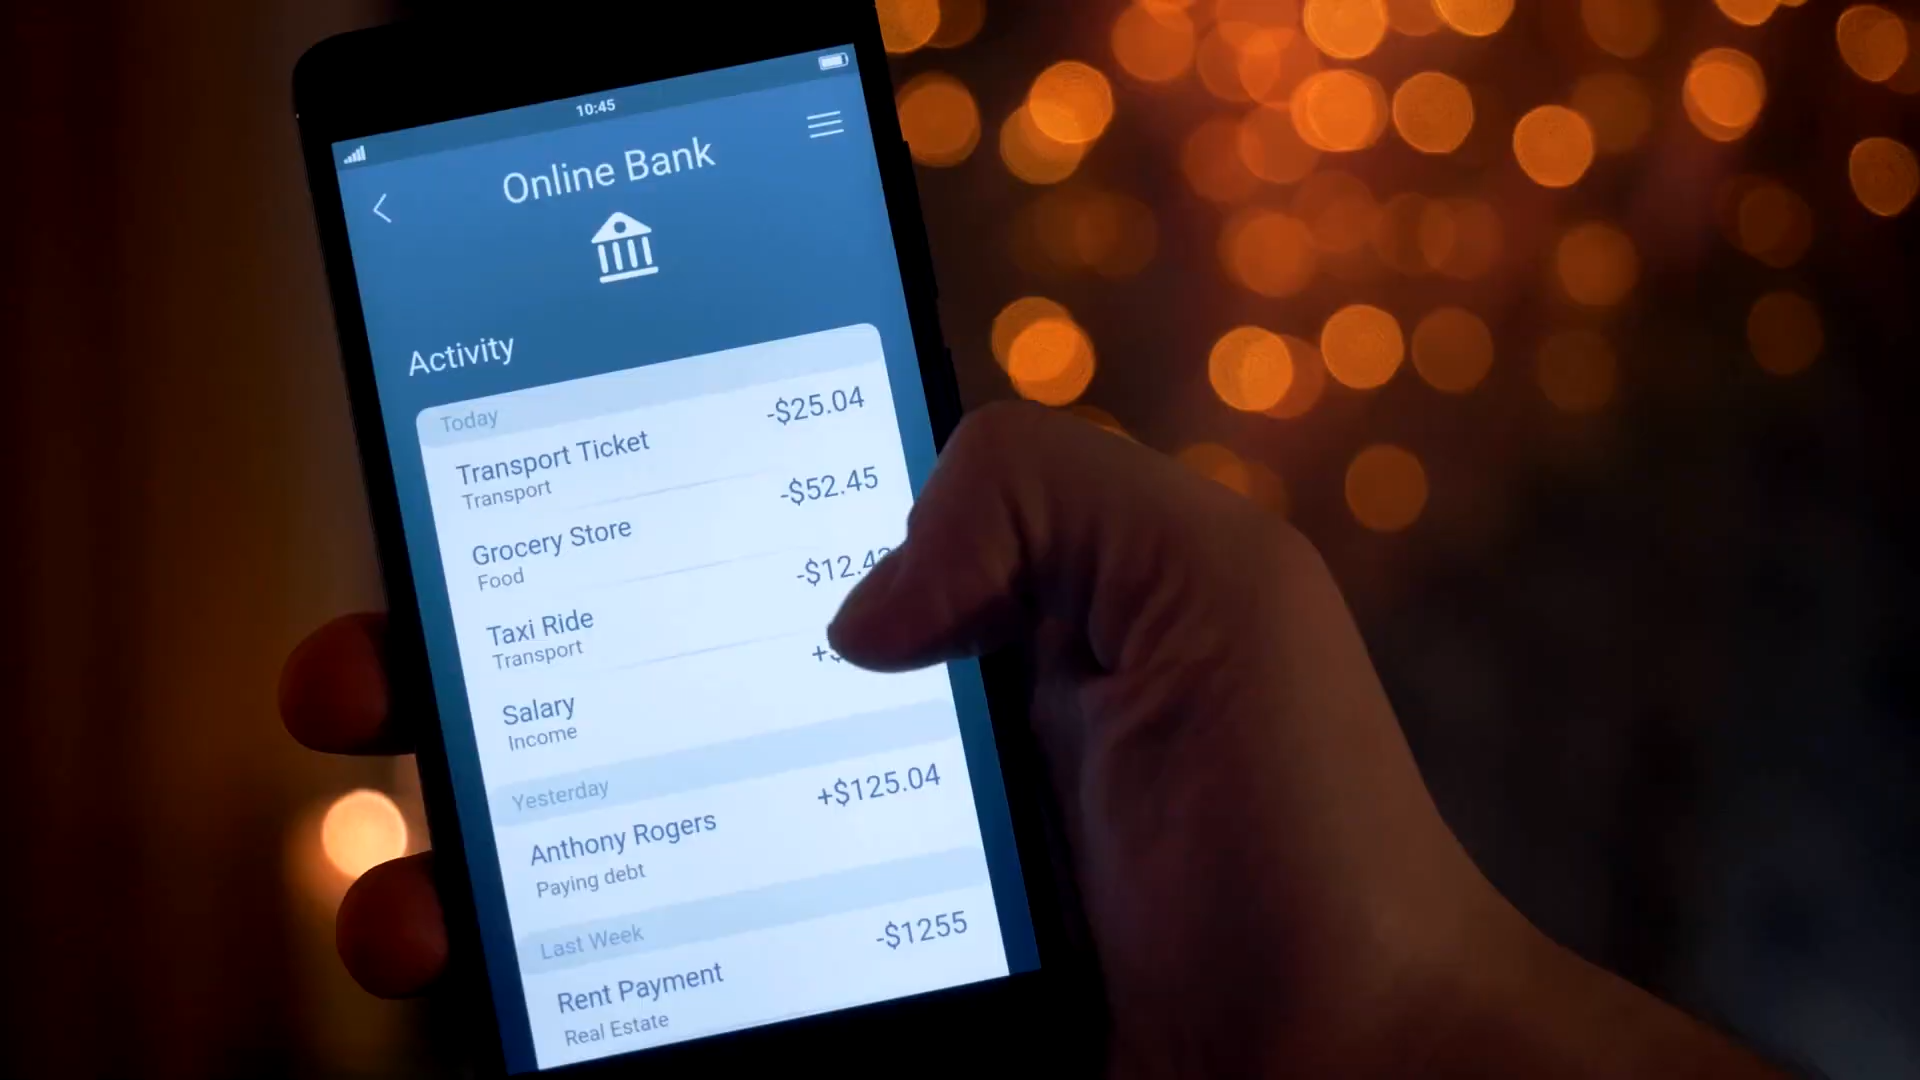 10:45
Online Bank
Activity
Today
Transport Ticket -$25.04
Transport
Grocery Store -$52.45
Food
Taxi Ride
Transport
Salary
Income
Yesterday
Anthony Rogers +$125.04
Paying debt
Last Week
Rent Payment -$1255
Real Estate